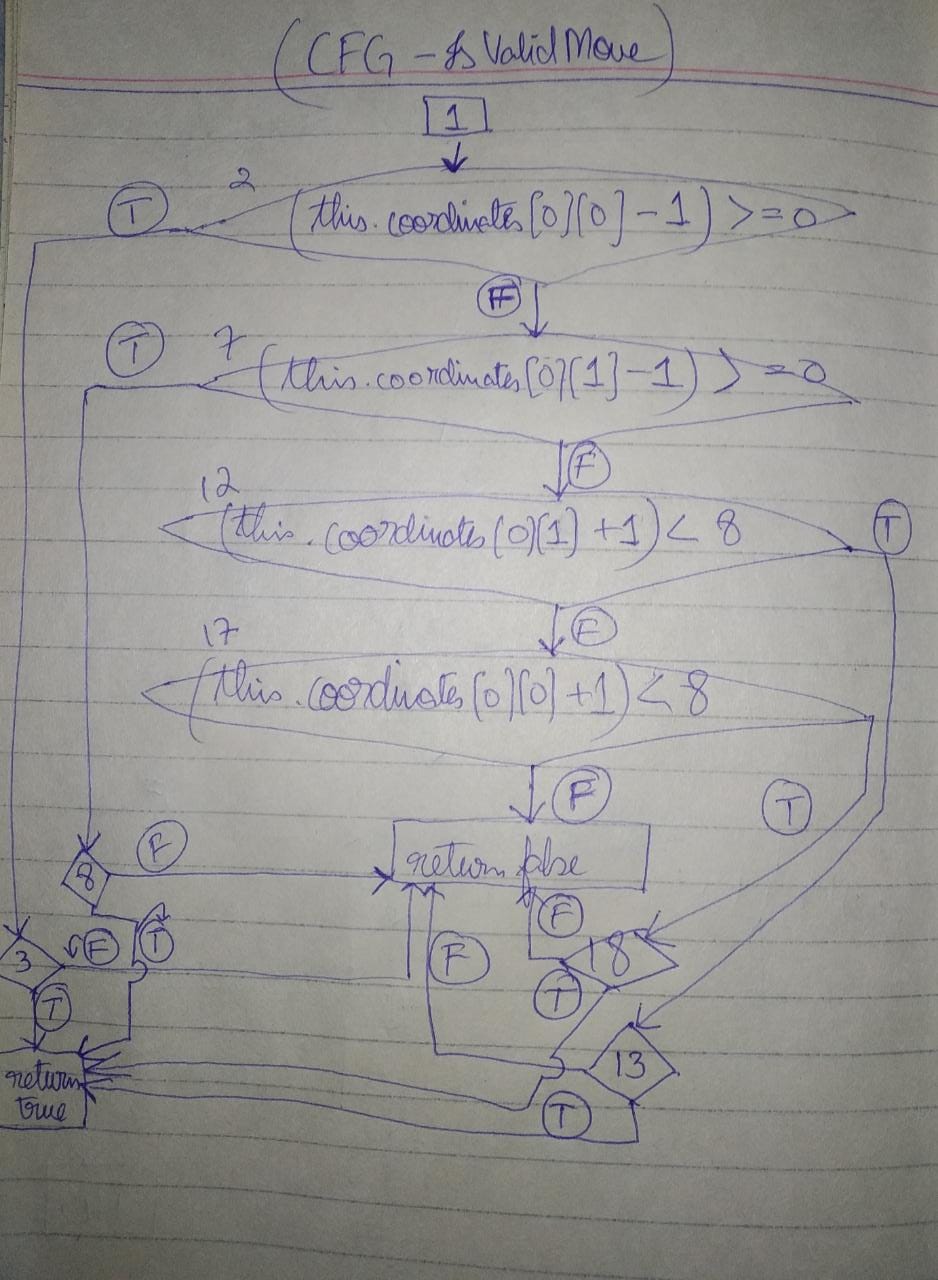 (CFG - Is Valid Move)
1
T
2
(this.coordinates[0][0]-1) >=0
F
T
7
(this.coordinates[0][1]-1) >=0
F
12
(this.coordinates[0][1]+1)< 8
T
F
17
(this.coordinates[0][0]+1)< 8
F
T
return false
8
F
F
3
F
T
F
18
T
T
13
return
true
T